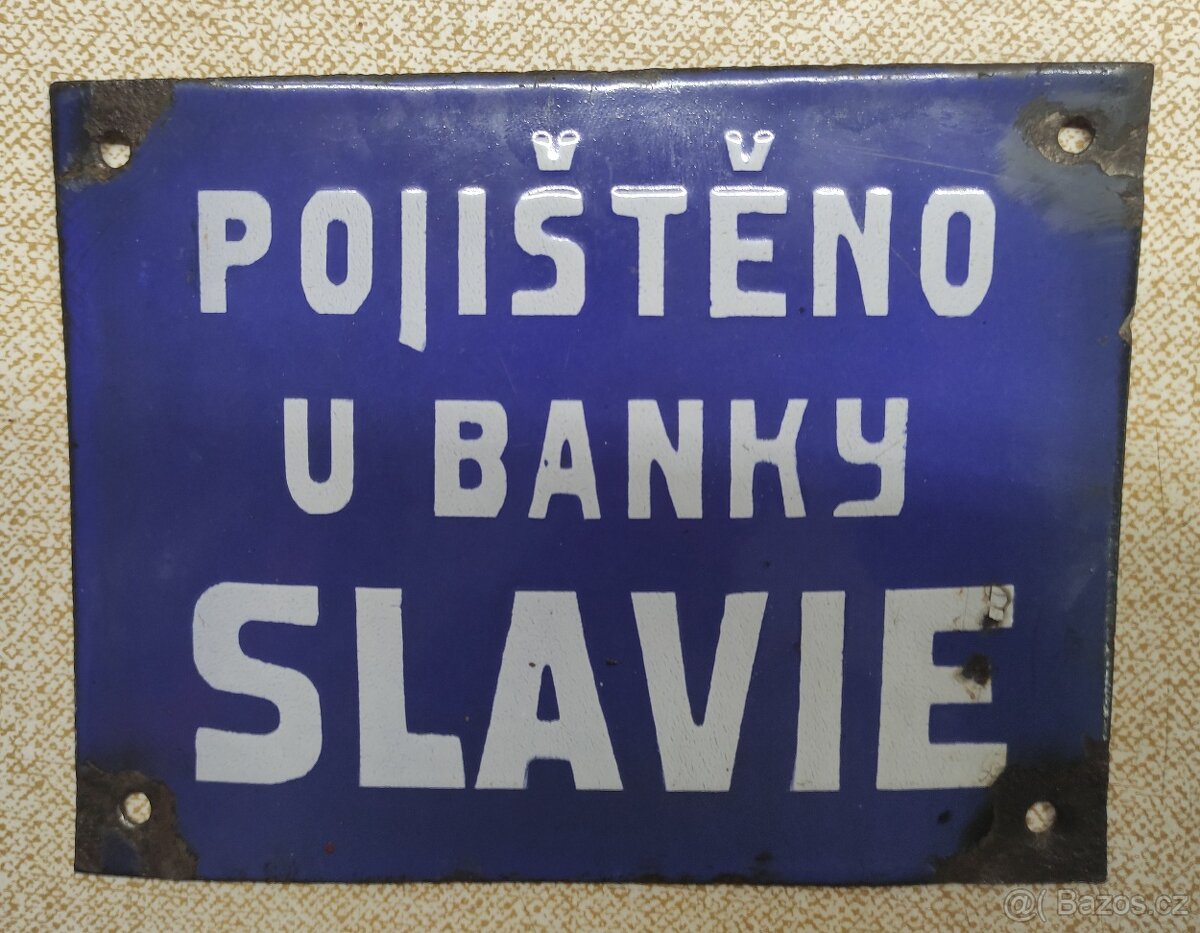 POJIŠTĚNO
U BANKY
SLAVIE
@( Bazos.cz